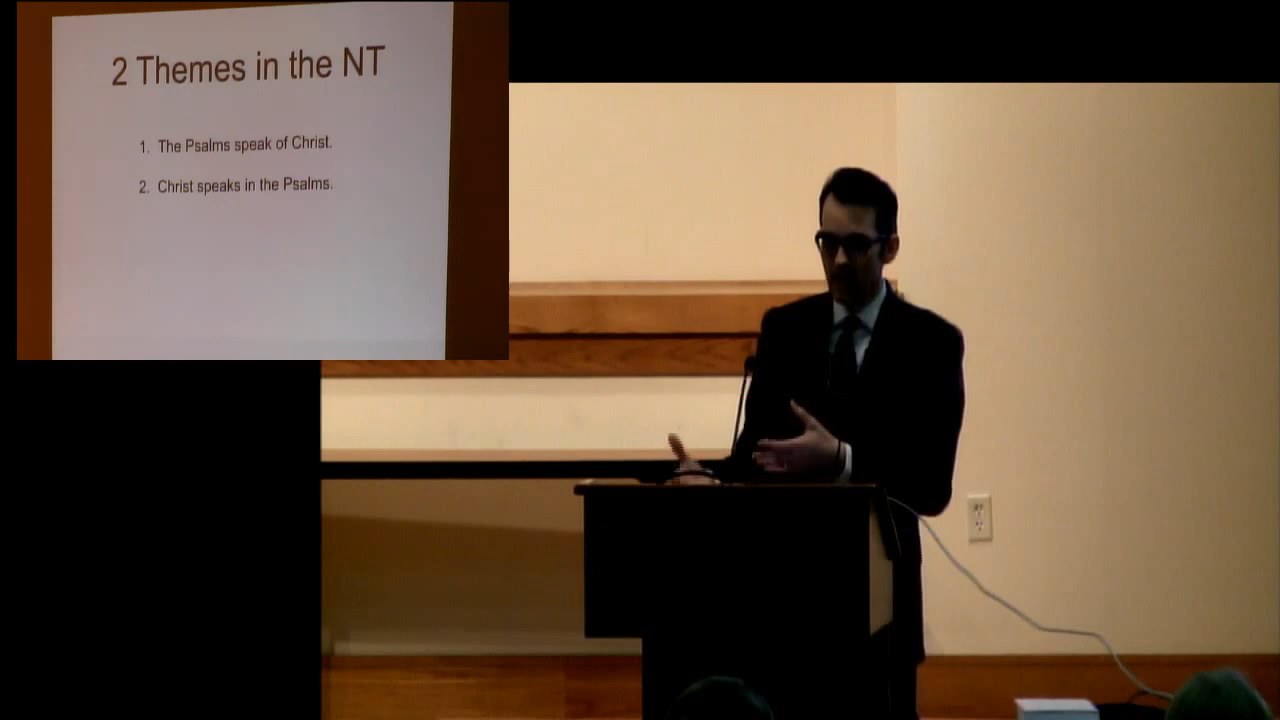 2 Themes in the NT
1. The Psalms speak of Christ.
2. Christ speaks in the Psalms.